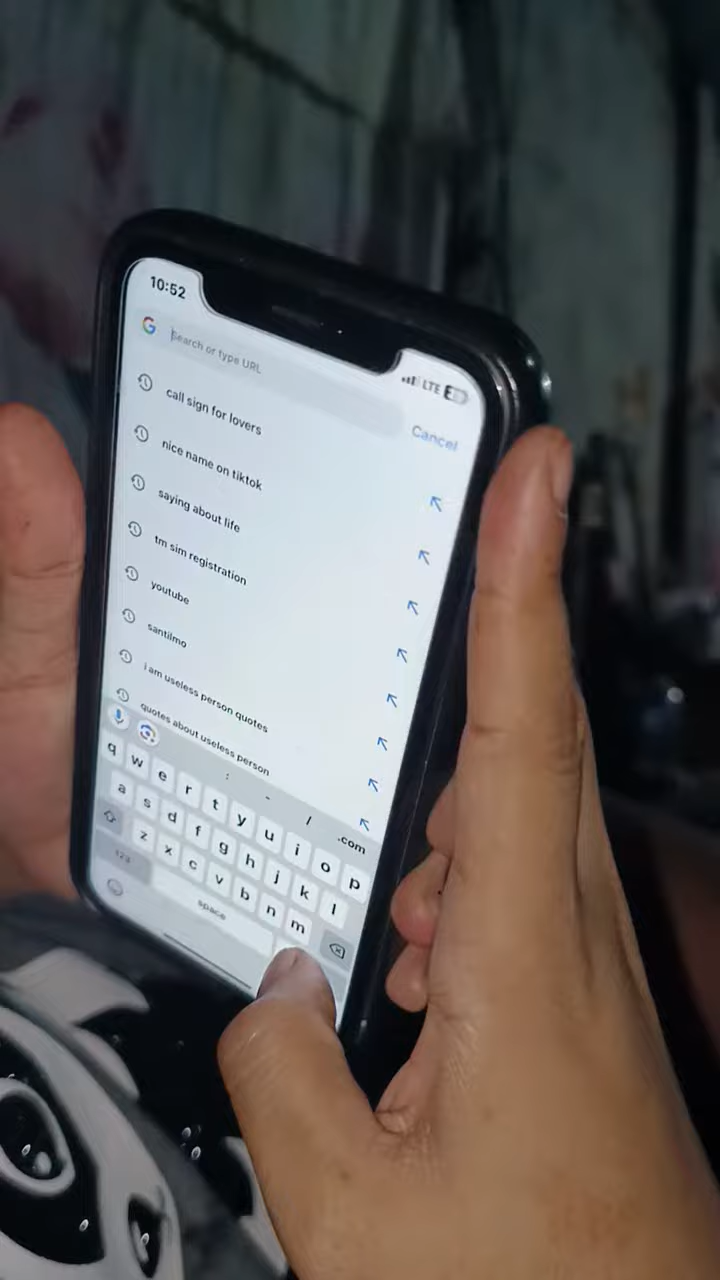 10:52
LTE
Search or type URL
Cancel
call sign for lovers
nice name on tiktok
saying about life
tm sim registration
youtube
santilmo
i am useless person quotes
quotes about useless person
: - / .com
q w e r t y u i o p
a s d f g h j k l
z x c v b n m
123
space